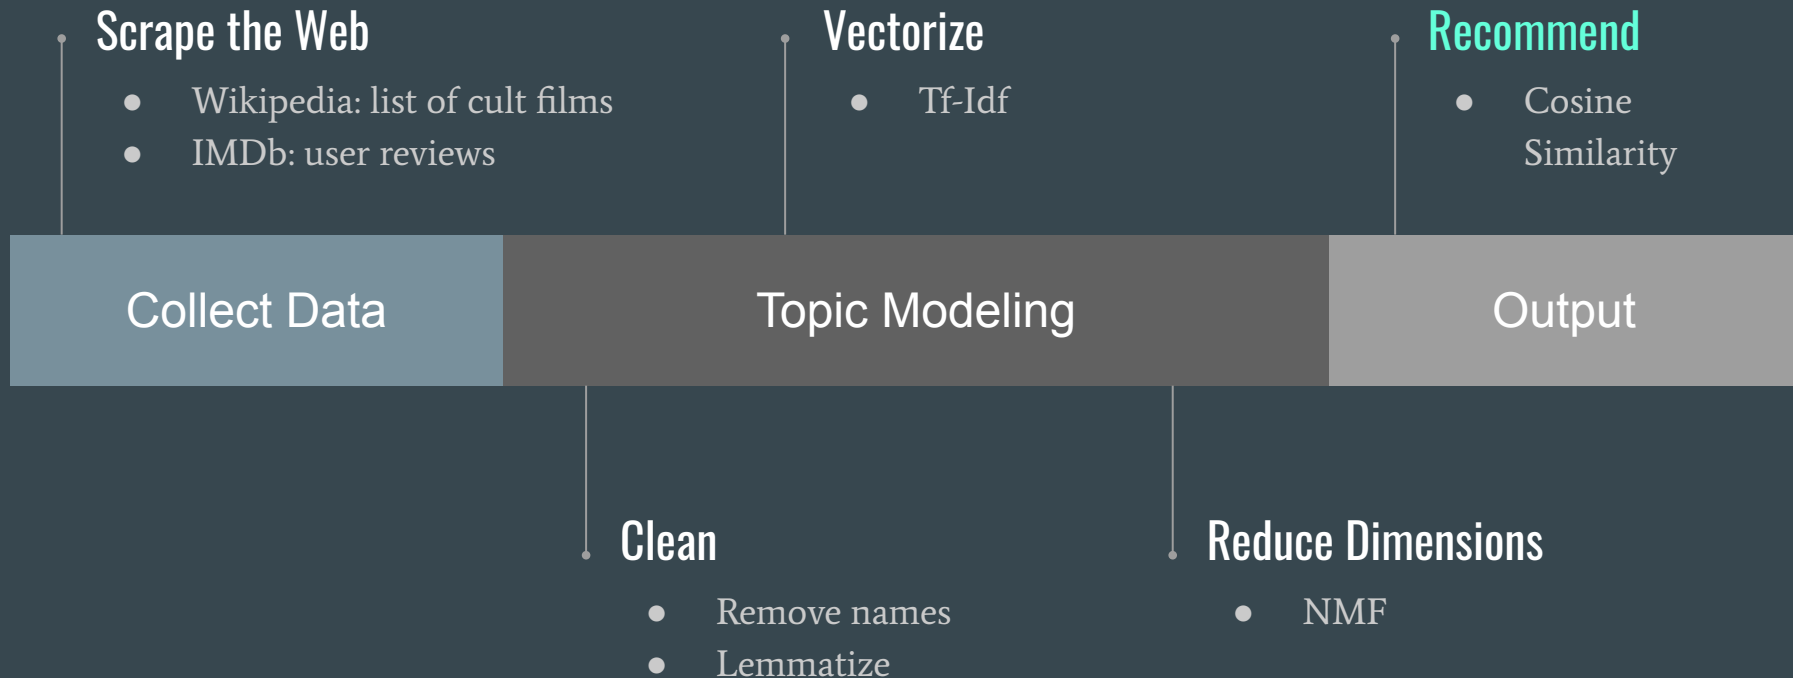 Scrape the Web
● Wikipedia: list of cult films
● IMDb: user reviews
Vectorize
● Tf-Idf
Recommend
● Cosine
Similarity
Collect Data
Topic Modeling
Output
Clean
● Remove names
● Lemmatize
Reduce Dimensions
● NMF